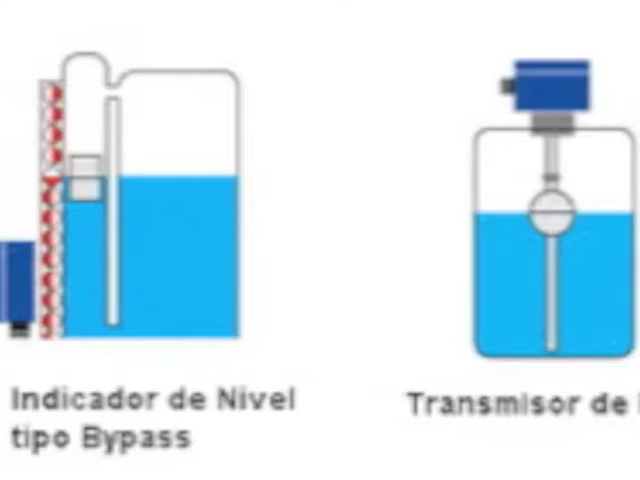 Indicador de Nivel
tipo Bypass
Transmisor de